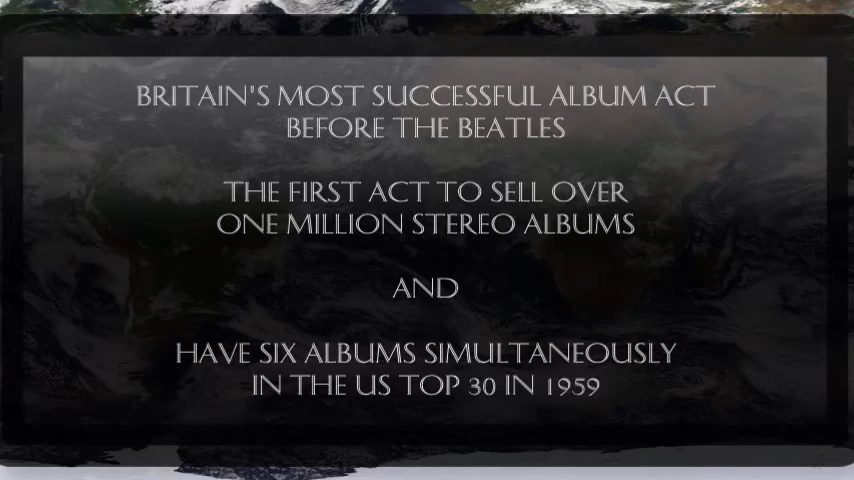 BRITAIN'S MOST SUCCESSFUL ALBUM ACT
BEFORE THE BEATLES
THE FIRST ACT TO SELL OVER
ONE MILLION STEREO ALBUMS
AND
HAVE SIX ALBUMS SIMULTANEOUSLY
IN THE US TOP 30 IN 1959